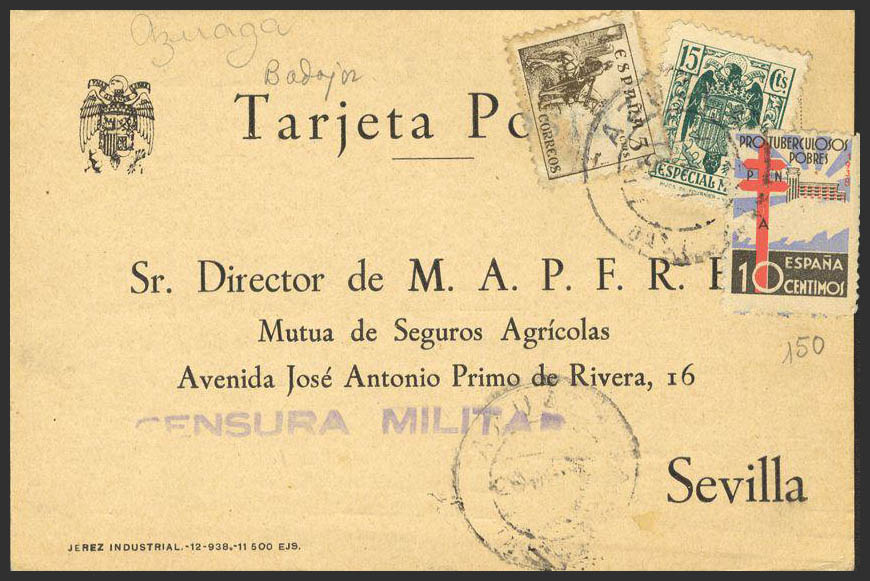 Azuaga
Badajoz
Tarjeta Po
ESPAÑA
5
CTS
CORREOS
15 Cs
ESPECIAL M
PRO TUBERCULOSOS
POBRES
P N
A
ESPAÑA
10 CENTIMOS
150
Sr. Director de M. A. P. F. R. E
Mutua de Seguros Agrícolas
Avenida José Antonio Primo de Rivera, 16
CENSURA MILITAR
Sevilla
JEREZ INDUSTRIAL.-12-938.-11 500 EJS.